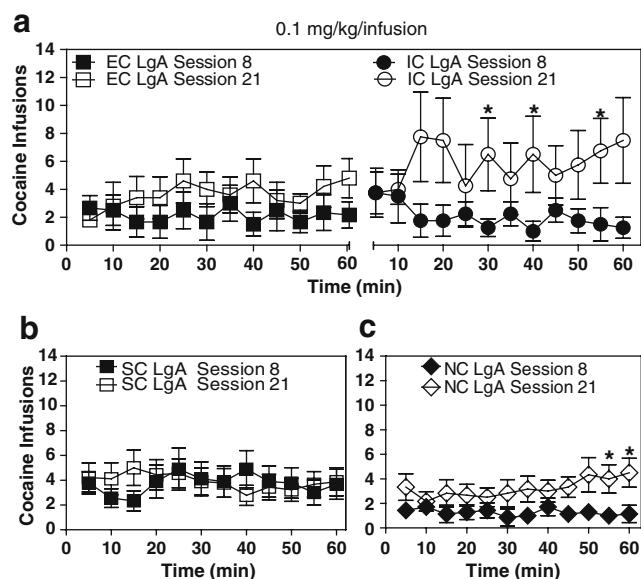 a
0.1 mg/kg/infusion
Cocaine Infusions
14
12
10
8
6
4
2
0
EC LgA Session 8
EC LgA Session 21
0 10 20 30 40 50 60
Time (min)
IC LgA Session 8
IC LgA Session 21
* * *
10 20 30 40 50 60
Time (min)
b
Cocaine Infusions
14
12
10
8
6
4
2
0
SC LgA Session 8
SC LgA Session 21
0 10 20 30 40 50 60
Time (min)
c
14
12
10
8
6
4
2
0
NC LgA Session 8
NC LgA Session 21
* *
0 10 20 30 40 50 60
Time (min)